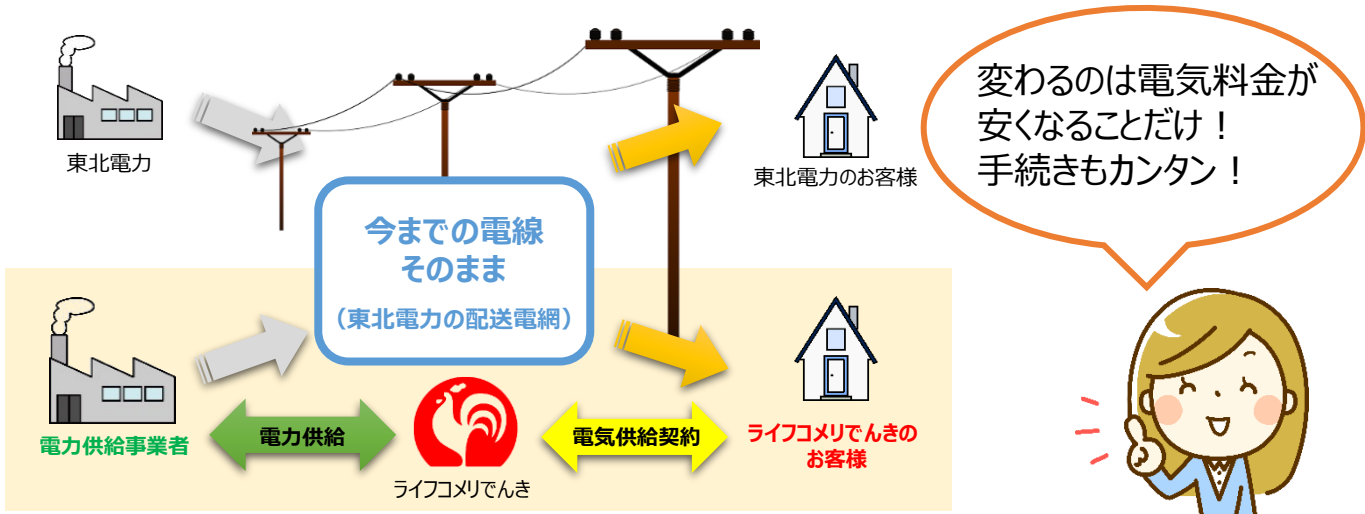 変わるのは電気料金が
安くなることだけ！
手続きもカンタン！
東北電力
東北電力のお客様
今までの電線
そのまま
（東北電力の配送電網）
電力供給事業者
電力供給
ライフコメリでんき
電気供給契約
ライフコメリでんきの
お客様